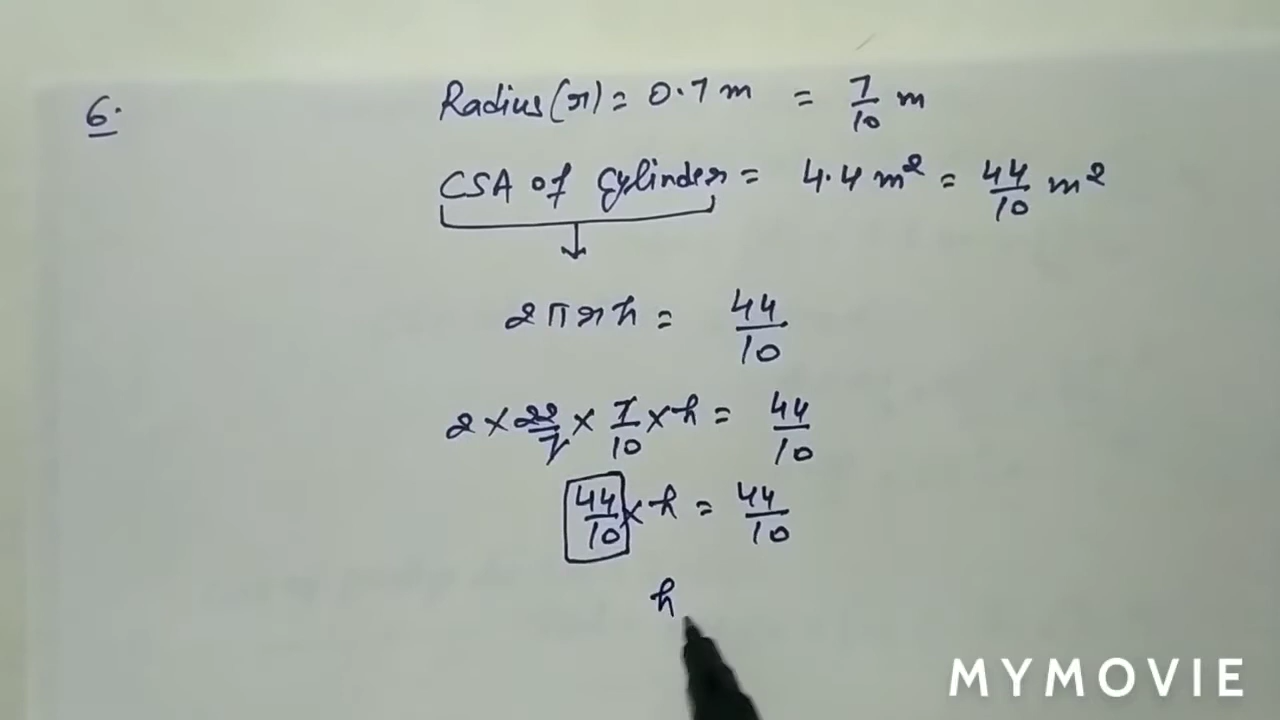 6.
Radius (r) = 0.7 m = 7/10 m
CSA of cylinder = 4.4 m² = 44/10 m²
2πrh = 44/10
2 × 22/7 × 7/10 × h = 44/10
44/10 × h = 44/10
h
MYMOVIE